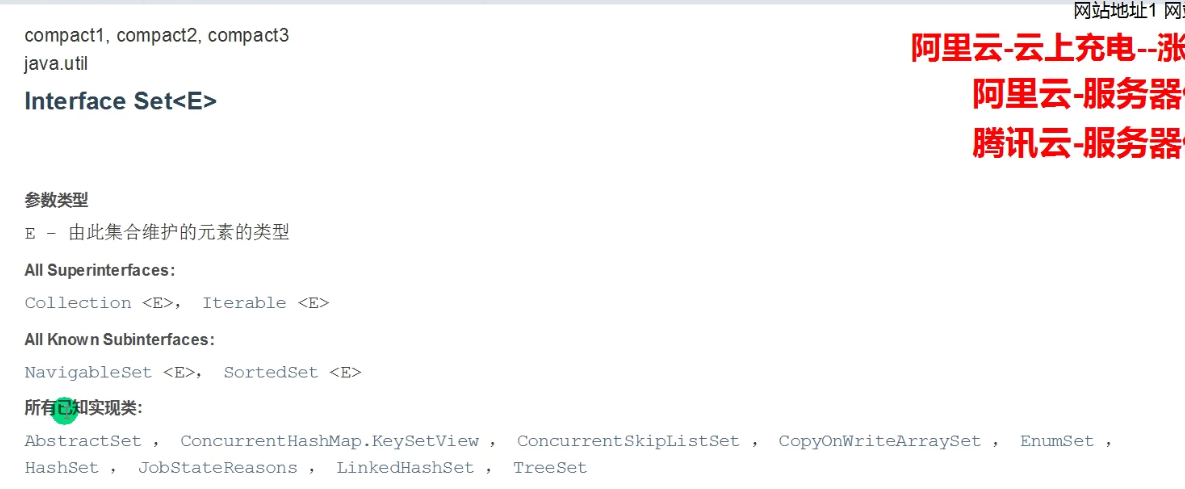 网站地址1 网
compact1, compact2, compact3
java.util
阿里云-云上充电--涨
Interface Set<E>
阿里云-服务器
腾讯云-服务器
参数类型
E - 由此集合维护的元素的类型
All Superinterfaces:
Collection <E>, Iterable <E>
All Known Subinterfaces:
NavigableSet <E>, SortedSet <E>
所有已知实现类:
AbstractSet , ConcurrentHashMap.KeySetView , ConcurrentSkipListSet , CopyOnWriteArraySet , EnumSet ,
HashSet , JobStateReasons , LinkedHashSet , TreeSet